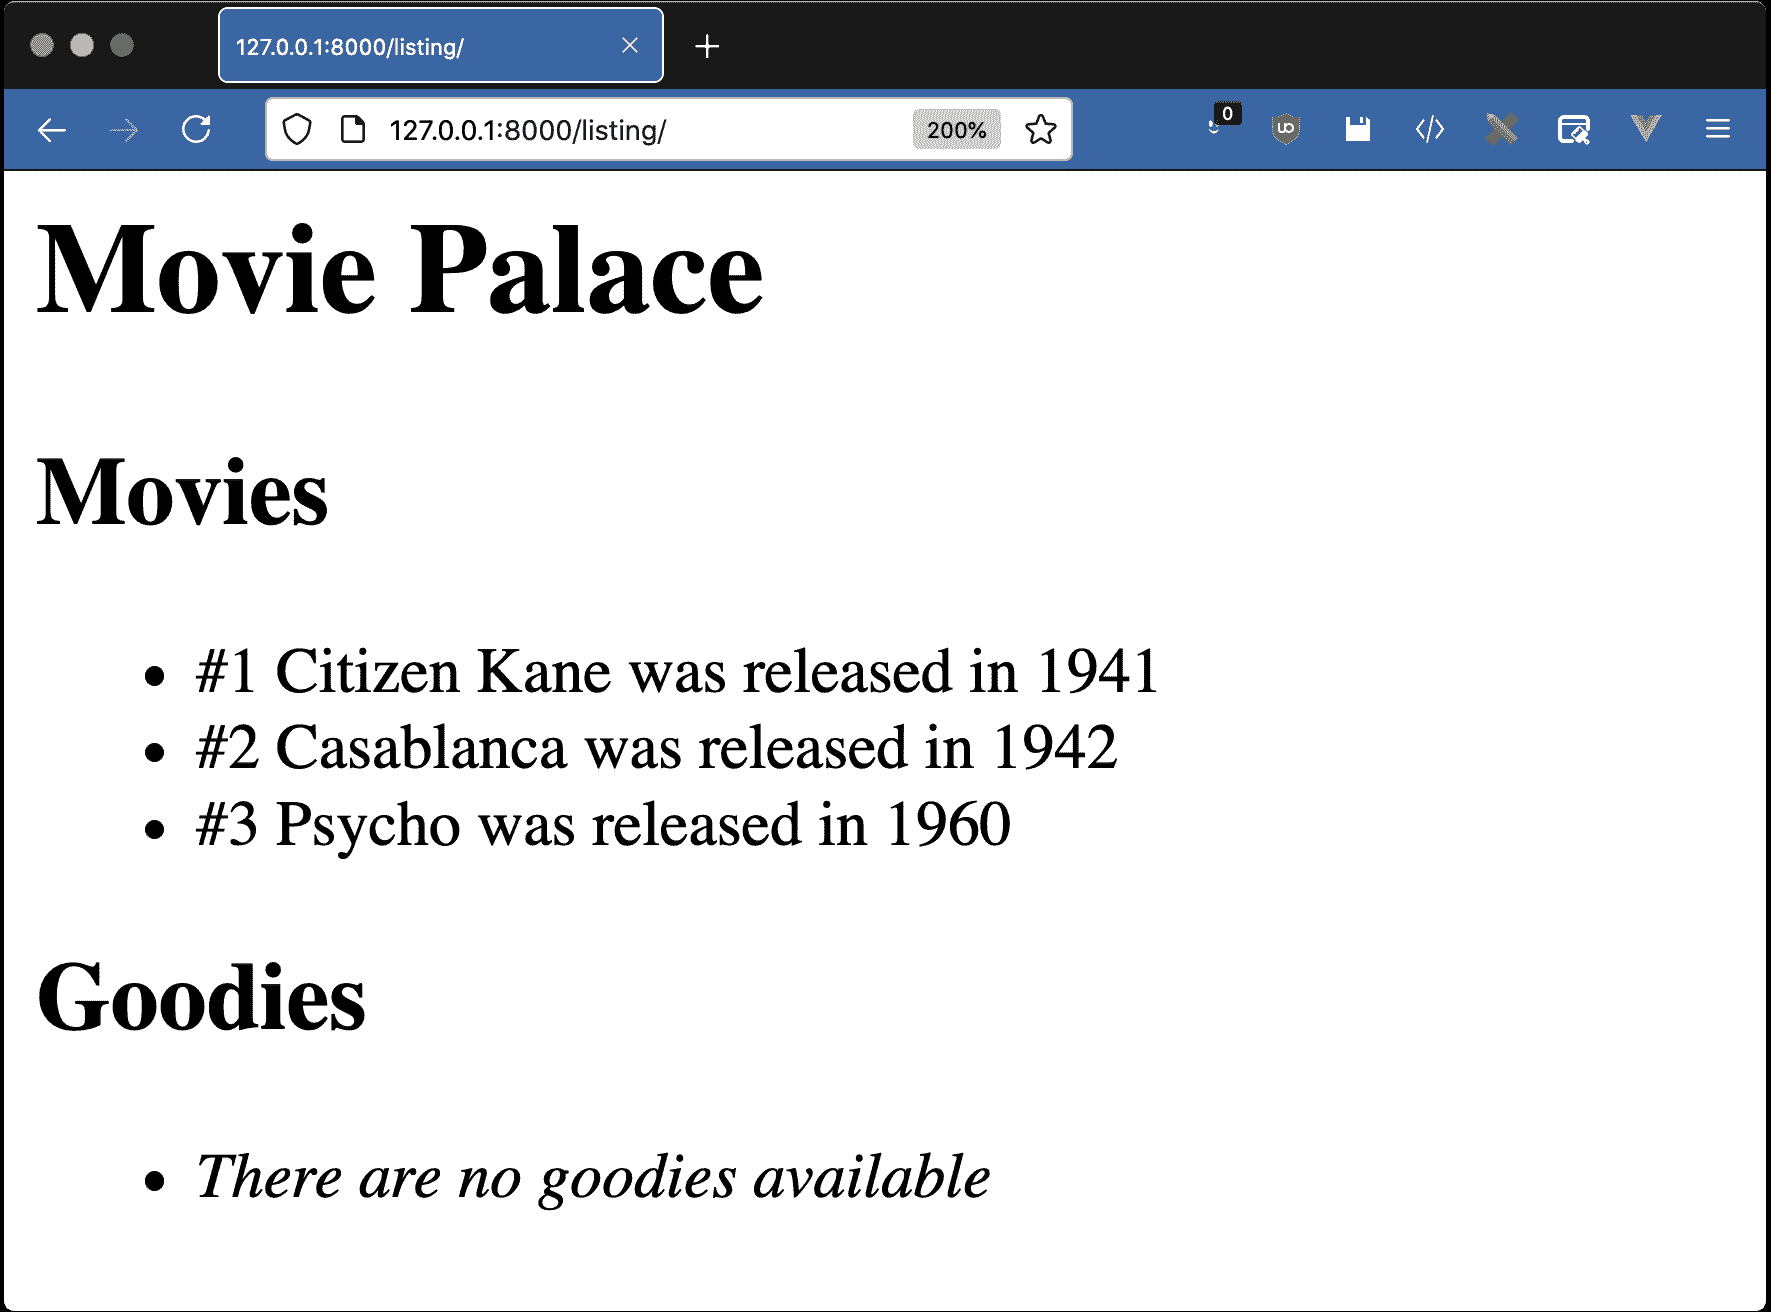 127.0.0.1:8000/listing/
127.0.0.1:8000/listing/
200%
0
Movie Palace
Movies
#1 Citizen Kane was released in 1941
#2 Casablanca was released in 1942
#3 Psycho was released in 1960
Goodies
There are no goodies available